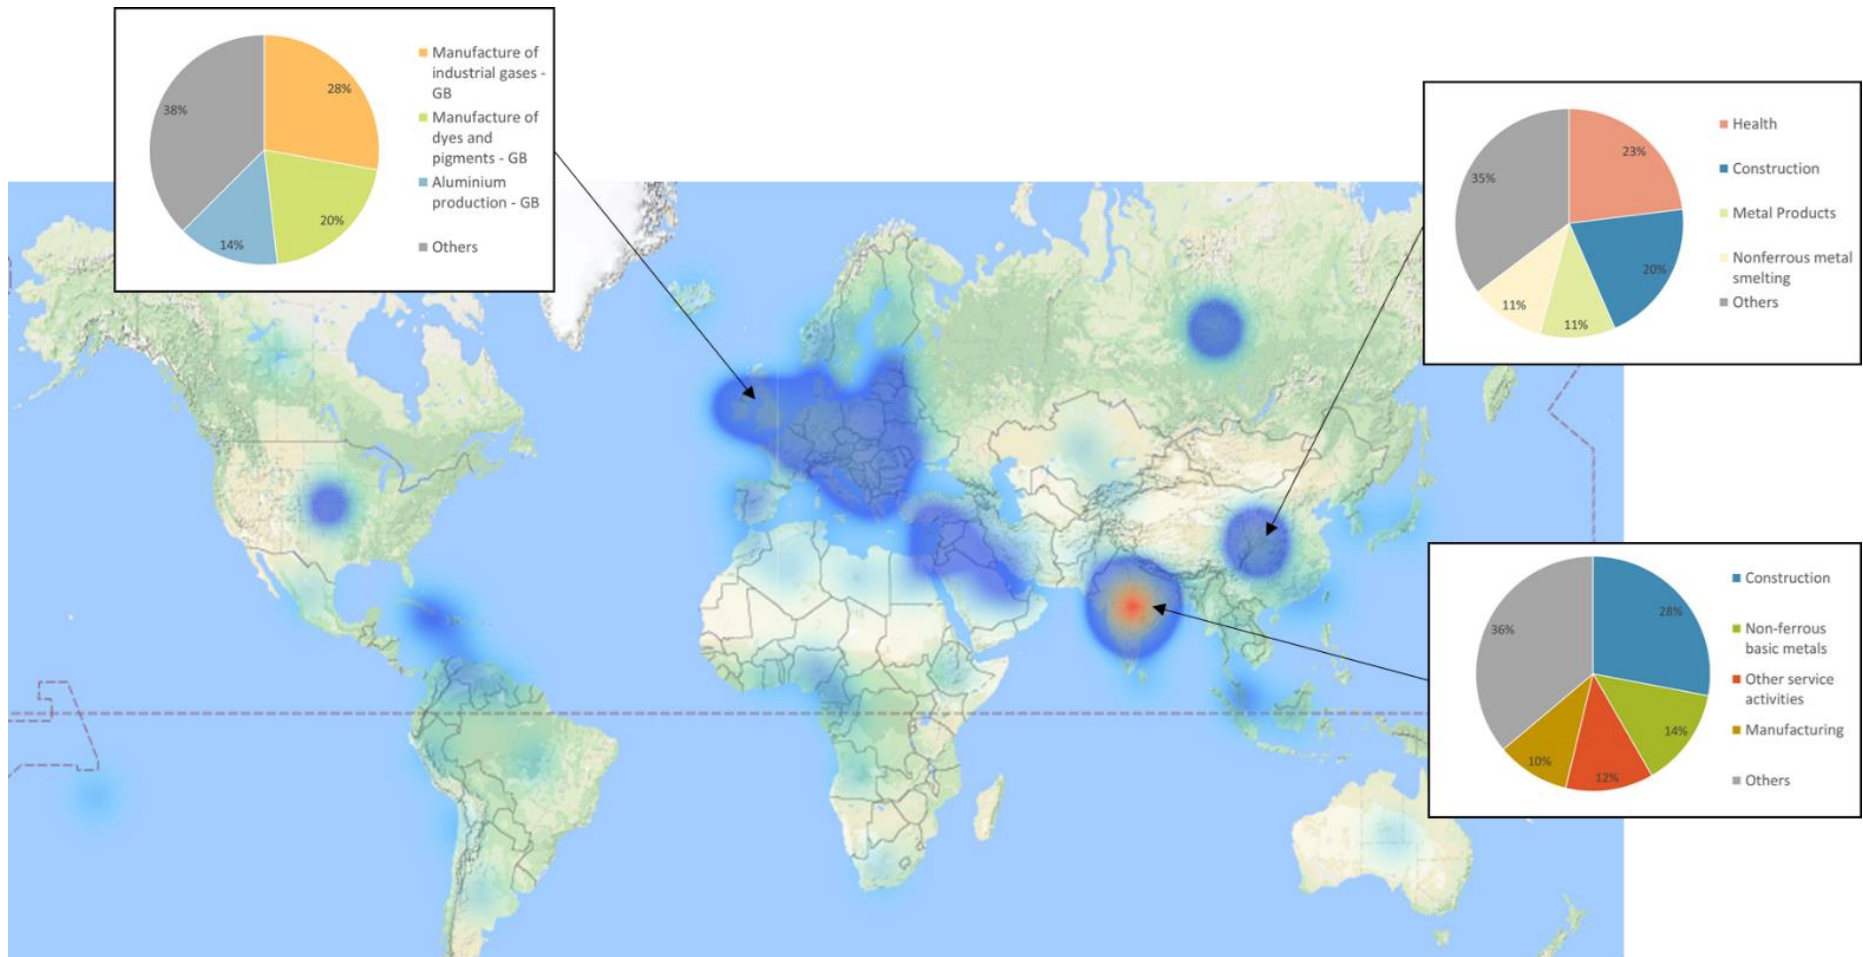 Manufacture of
industrial gases -
GB
Manufacture of
dyes and
pigments - GB
Aluminium
production - GB
Others
28%
20%
14%
38%
Health
Construction
Metal Products
Nonferrous metal
smelting
Others
23%
20%
11%
11%
35%
Construction
Non-ferrous
basic metals
Other service
activities
Manufacturing
Others
28%
14%
12%
10%
36%